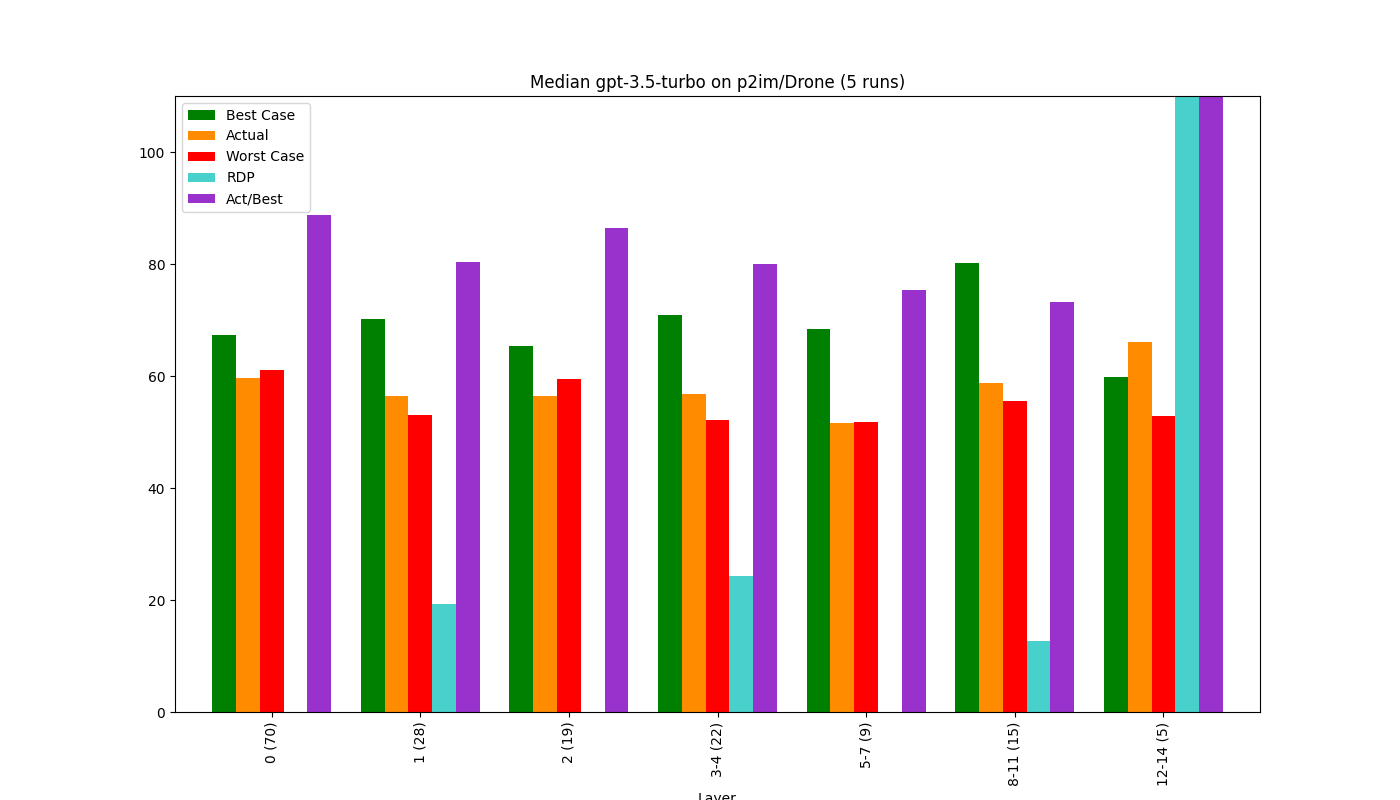 Median gpt-3.5-turbo on p2im/Drone (5 runs)
Best Case
Actual
Worst Case
RDP
Act/Best
100
80
60
40
20
0
0 (70)
1 (28)
2 (19)
3-4 (22)
5-7 (9)
8-11 (15)
12-14 (5)
Layer